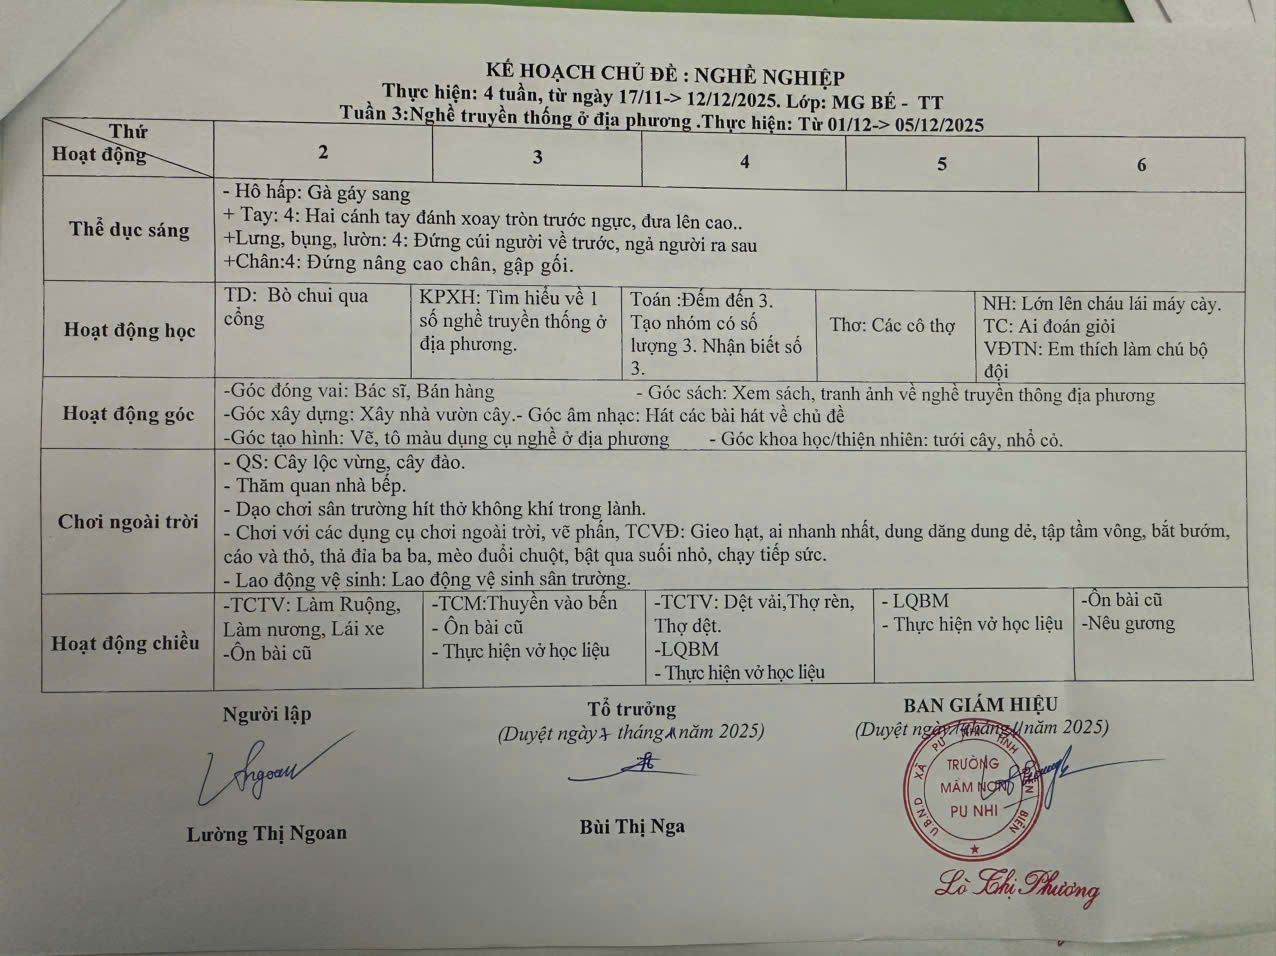 KẾ HOẠCH CHỦ ĐỀ : NGHỀ NGHIỆP
Thực hiện: 4 tuần, từ ngày 17/11-> 12/12/2025. Lớp: MG BÉ - TT
Tuần 3:Nghề truyền thống ở địa phương .Thực hiện: Từ 01/12-> 05/12/2025
Thứ
Hoạt động
2
3
4
5
6
Thể dục sáng
- Hô hấp: Gà gáy sang
+ Tay: 4: Hai cánh tay đánh xoay tròn trước ngực, đưa lên cao..
+Lưng, bụng, lườn: 4: Đứng cúi người về trước, ngả người ra sau
+Chân:4: Đứng nâng cao chân, gập gối.
Hoạt động học
TD: Bò chui qua
cổng
KPXH: Tìm hiểu về 1
số nghề truyền thống ở
địa phương.
Toán :Đếm đến 3.
Tạo nhóm có số
lượng 3. Nhận biết số
3.
Thơ: Các cô thợ
NH: Lớn lên cháu lái máy cày.
TC: Ai đoán giỏi
VĐTN: Em thích làm chú bộ
đội
Hoạt động góc
-Góc đóng vai: Bác sĩ, Bán hàng - Góc sách: Xem sách, tranh ảnh về nghề truyền thông địa phương
-Góc xây dựng: Xây nhà vườn cây.- Góc âm nhạc: Hát các bài hát về chủ đề
-Góc tạo hình: Vẽ, tô màu dụng cụ nghề ở địa phương - Góc khoa học/thiện nhiên: tưới cây, nhổ cỏ.
Chơi ngoài trời
- QS: Cây lộc vừng, cây đào.
- Thăm quan nhà bếp.
- Dạo chơi sân trường hít thở không khí trong lành.
- Chơi với các dụng cụ chơi ngoài trời, vẽ phấn, TCVĐ: Gieo hạt, ai nhanh nhất, dung dăng dung dẻ, tập tầm vông, bắt bướm,
cáo và thỏ, thả đỉa ba ba, mèo đuổi chuột, bật qua suối nhỏ, chạy tiếp sức.
- Lao động vệ sinh: Lao động vệ sinh sân trường.
Hoạt động chiều
-TCTV: Làm Ruộng,
Làm nương, Lái xe
-Ôn bài cũ
-TCM:Thuyền vào bến
- Ôn bài cũ
- Thực hiện vở học liệu
-TCTV: Dệt vải,Thợ rèn,
Thợ dệt.
-LQBM
- Thực hiện vở học liệu
- LQBM
- Thực hiện vở học liệu
-Ôn bài cũ
-Nêu gương
Người lập
Tổ trưởng
BAN GIÁM HIỆU
(Duyệt ngày tháng 11 năm 2025)
(Duyệt ngày tháng 11 năm 2025)
Ngoan
U.B.N.D XÃ PU NHI TỈNH ĐIỆN BIÊN
TRƯỜNG
MẦM NON
PU NHI
Lường Thị Ngoan
Bùi Thị Nga
Lò Thị Phương